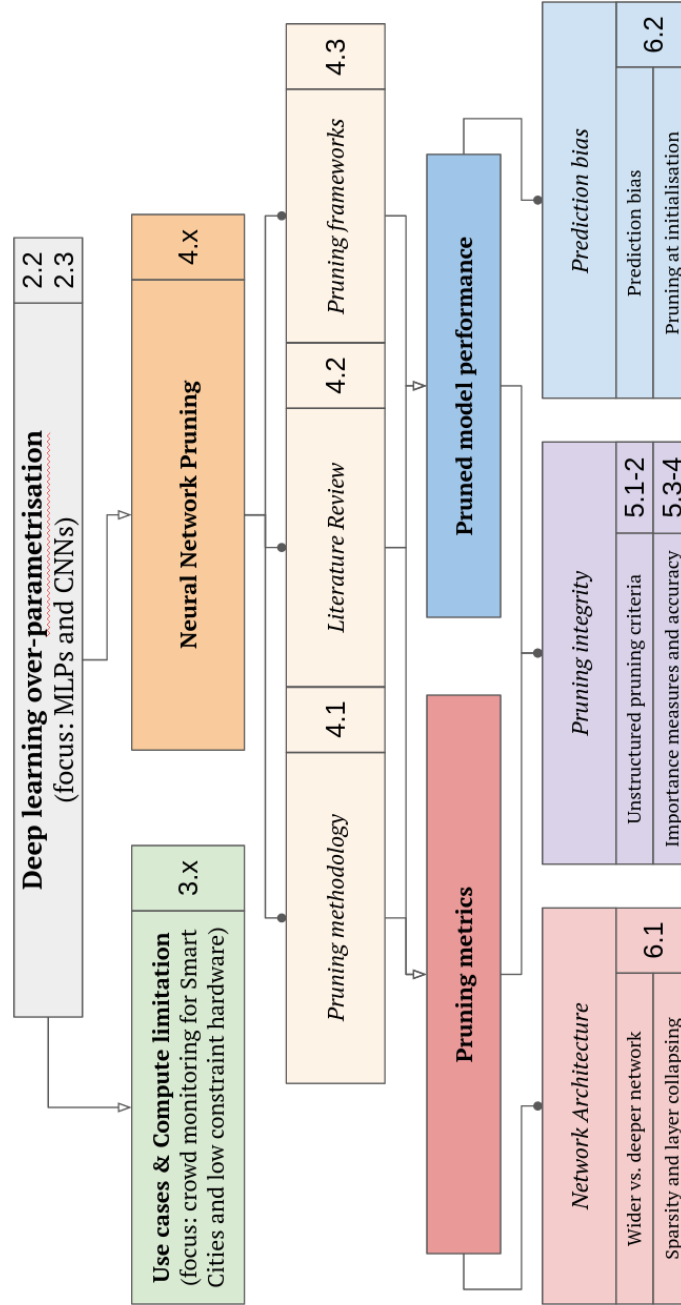 Deep learning over-parametrisation
(focus: MLPs and CNNs)
2.2
2.3
Use cases & Compute limitation
(focus: crowd monitoring for Smart
Cities and low constraint hardware)
3.x
Neural Network Pruning
4.x
Pruning methodology
4.1
Literature Review
4.2
Pruning frameworks
4.3
Pruning metrics
Pruned model performance
Network Architecture
Wider vs. deeper network
Sparsity and layer collapsing
6.1
Pruning integrity
Unstructured pruning criteria
5.1-2
Importance measures and accuracy
5.3-4
Prediction bias
Prediction bias
Pruning at initialisation
6.2